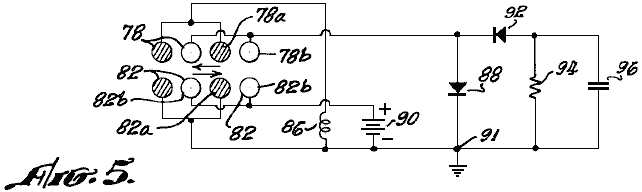 78 78a 92
78b
82 88 94 96
82b 82b + 90
82a 82 86 - 91
FIG. 5.